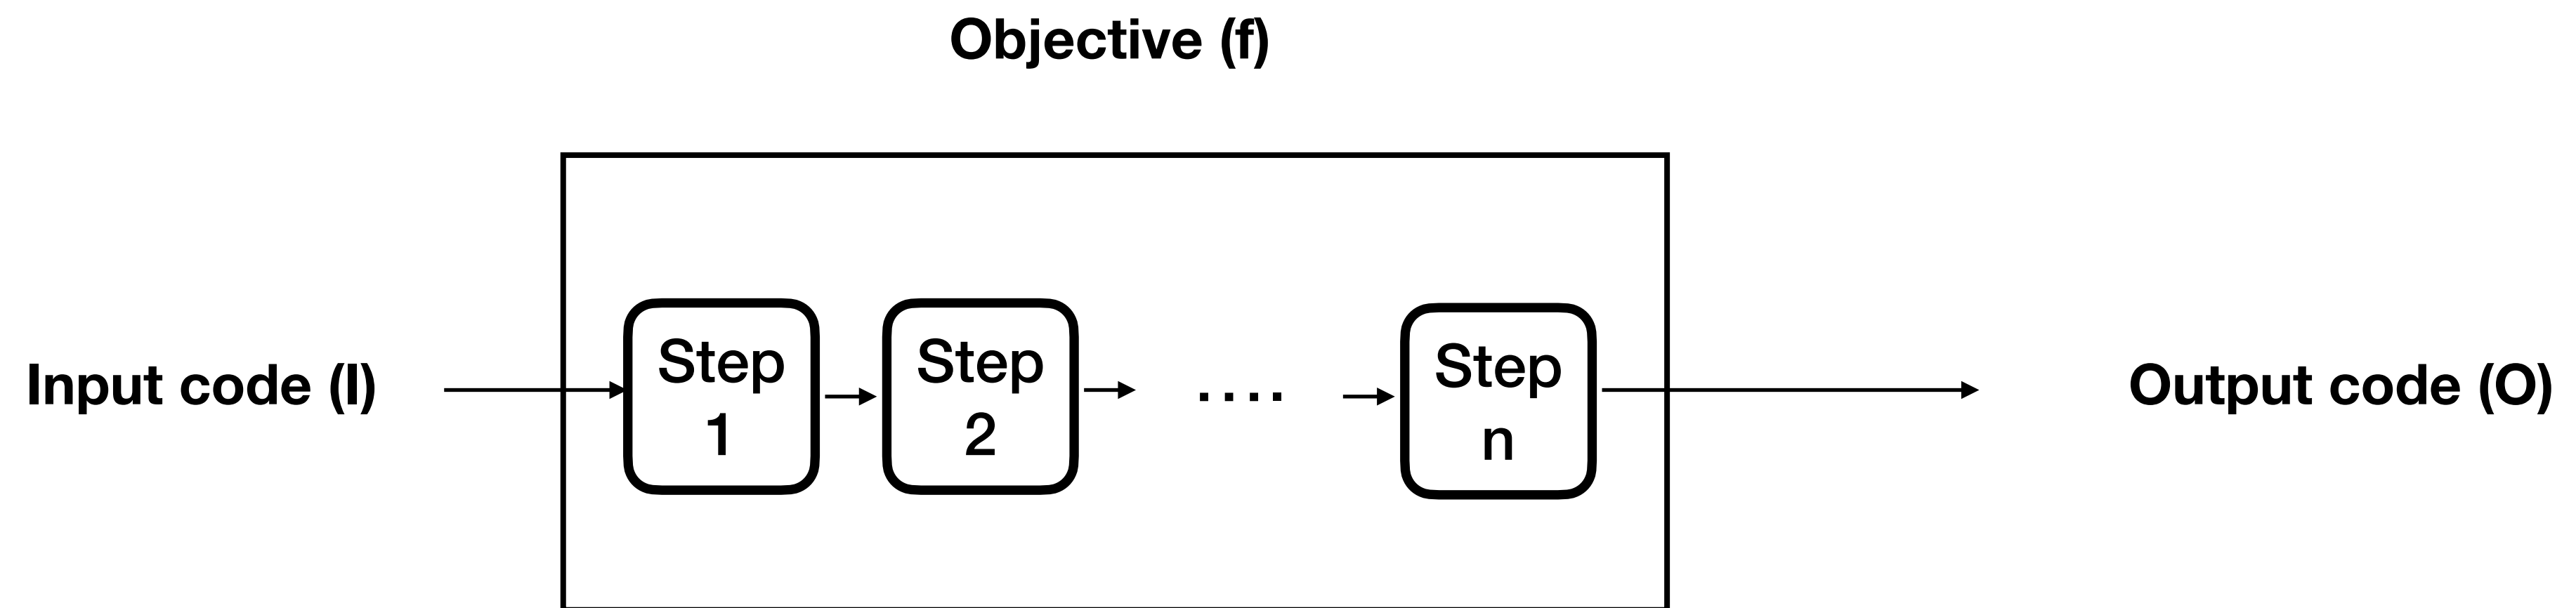 Objective (f)
Input code (I)
Step
1
Step
2
....
Step
n
Output code (O)